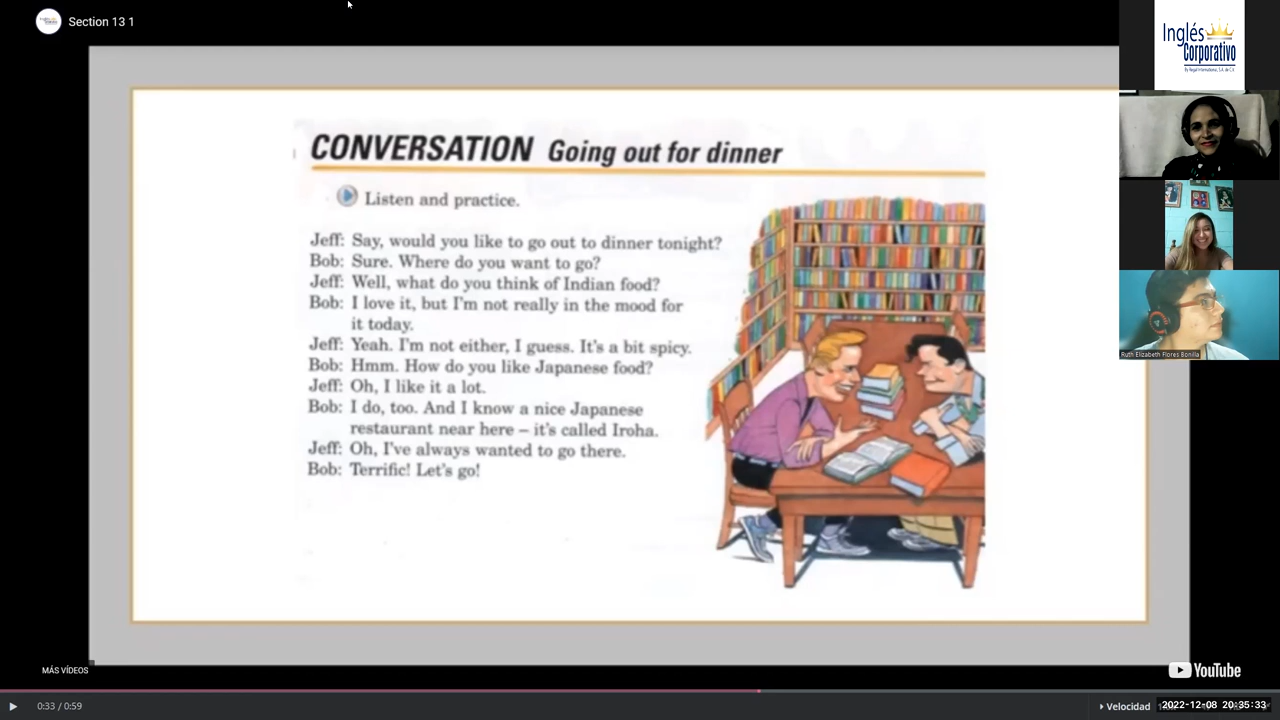 Section 13 1
Inglés
Corporativo
CONVERSATION Going out for dinner
Listen and practice.
Jeff: Say, would you like to go out to dinner tonight?
Bob: Sure. Where do you want to go?
Jeff: Well, what do you think of Indian food?
Bob: I love it, but I'm not really in the mood for
it today.
Jeff: Yeah. I'm not either, I guess. It's a bit spicy.
Bob: Hmm. How do you like Japanese food?
Jeff: Oh, I like it a lot.
Bob: I do, too. And I know a nice Japanese
restaurant near here – it's called Iroha.
Jeff: Oh, I've always wanted to go there.
Bob: Terrific! Let's go!
Ruth Elizabeth Flores Bonilla
MÁS VÍDEOS
YouTube
0:33 / 0:59
Velocidad
2022-12-08 20:35:33